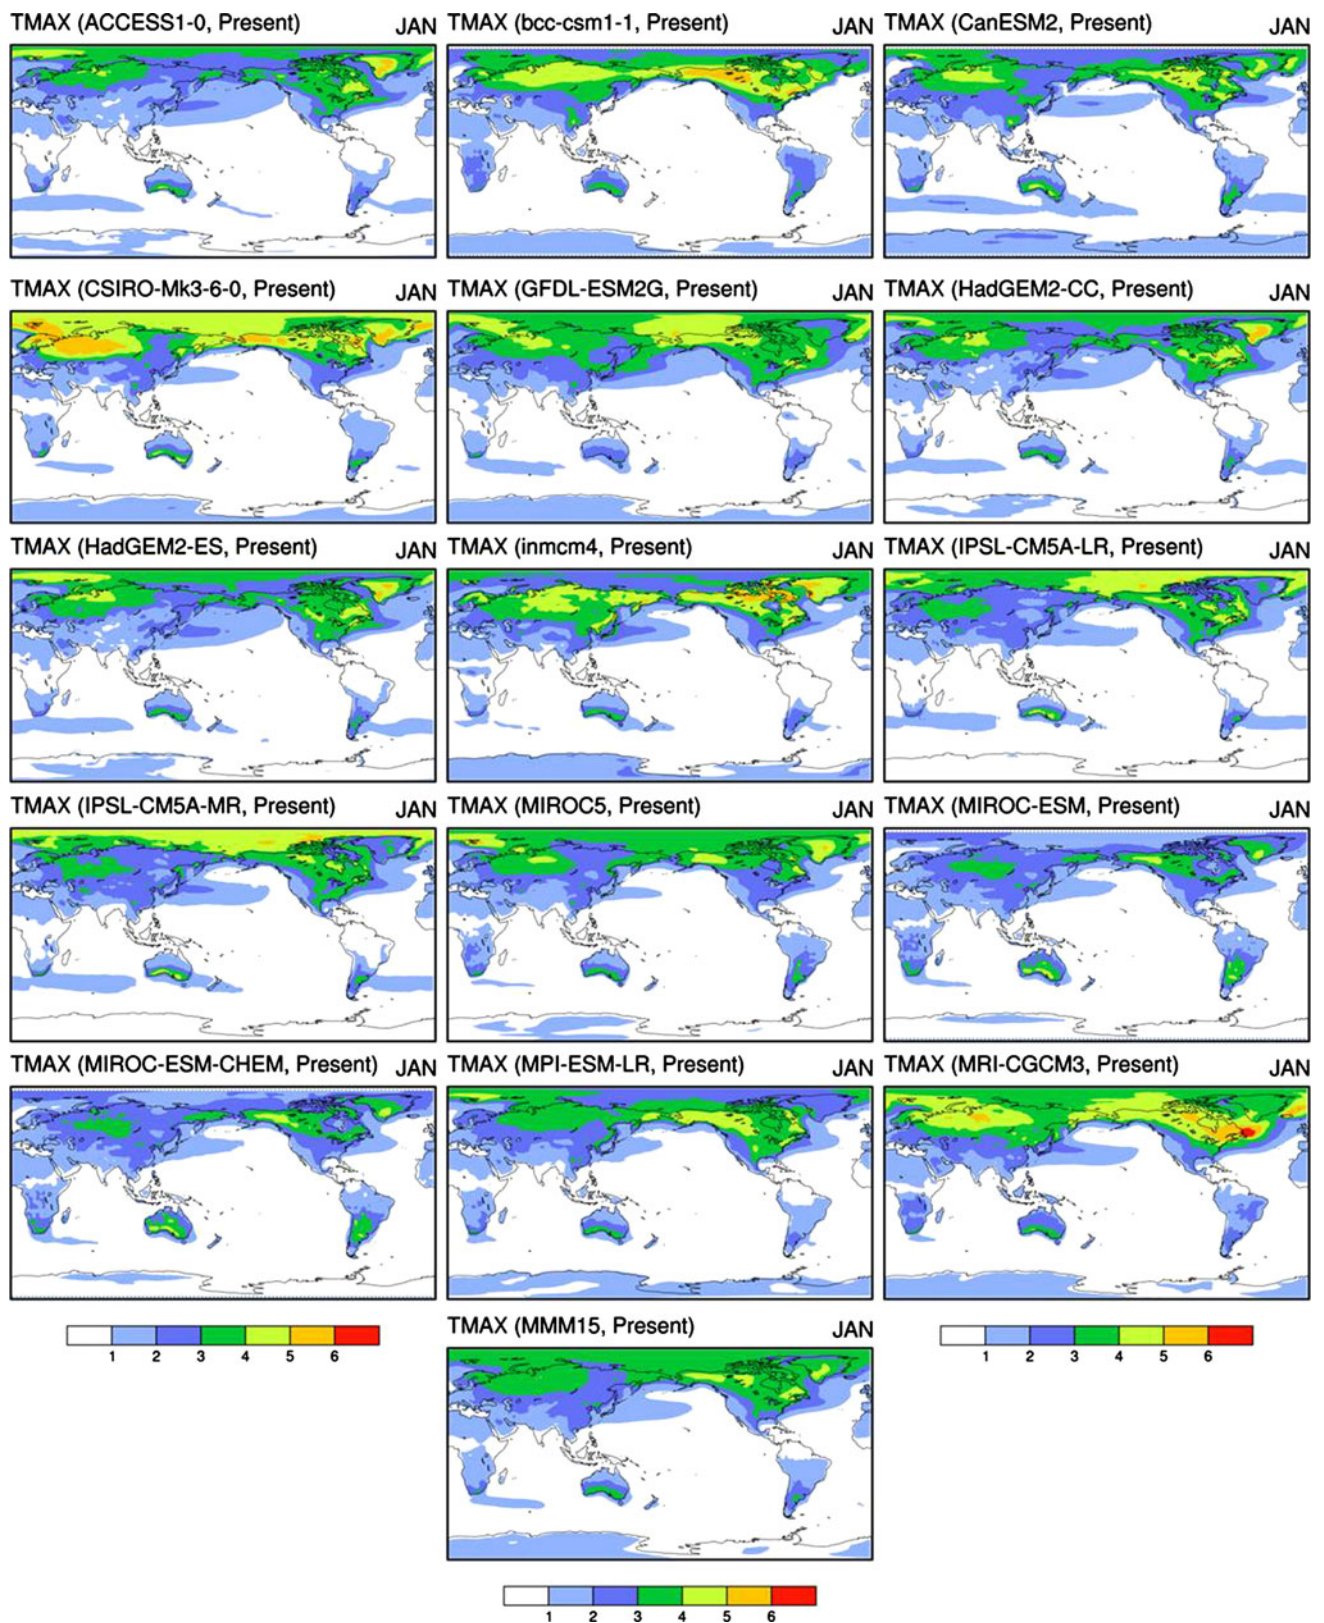 TMAX (ACCESS1-0, Present) JAN
TMAX (bcc-csm1-1, Present) JAN
TMAX (CanESM2, Present) JAN
TMAX (CSIRO-Mk3-6-0, Present) JAN
TMAX (GFDL-ESM2G, Present) JAN
TMAX (HadGEM2-CC, Present) JAN
TMAX (HadGEM2-ES, Present) JAN
TMAX (inmcm4, Present) JAN
TMAX (IPSL-CM5A-LR, Present) JAN
TMAX (IPSL-CM5A-MR, Present) JAN
TMAX (MIROC5, Present) JAN
TMAX (MIROC-ESM, Present) JAN
TMAX (MIROC-ESM-CHEM, Present) JAN
TMAX (MPI-ESM-LR, Present) JAN
TMAX (MRI-CGCM3, Present) JAN
1 2 3 4 5 6
TMAX (MMM15, Present) JAN
1 2 3 4 5 6
1 2 3 4 5 6